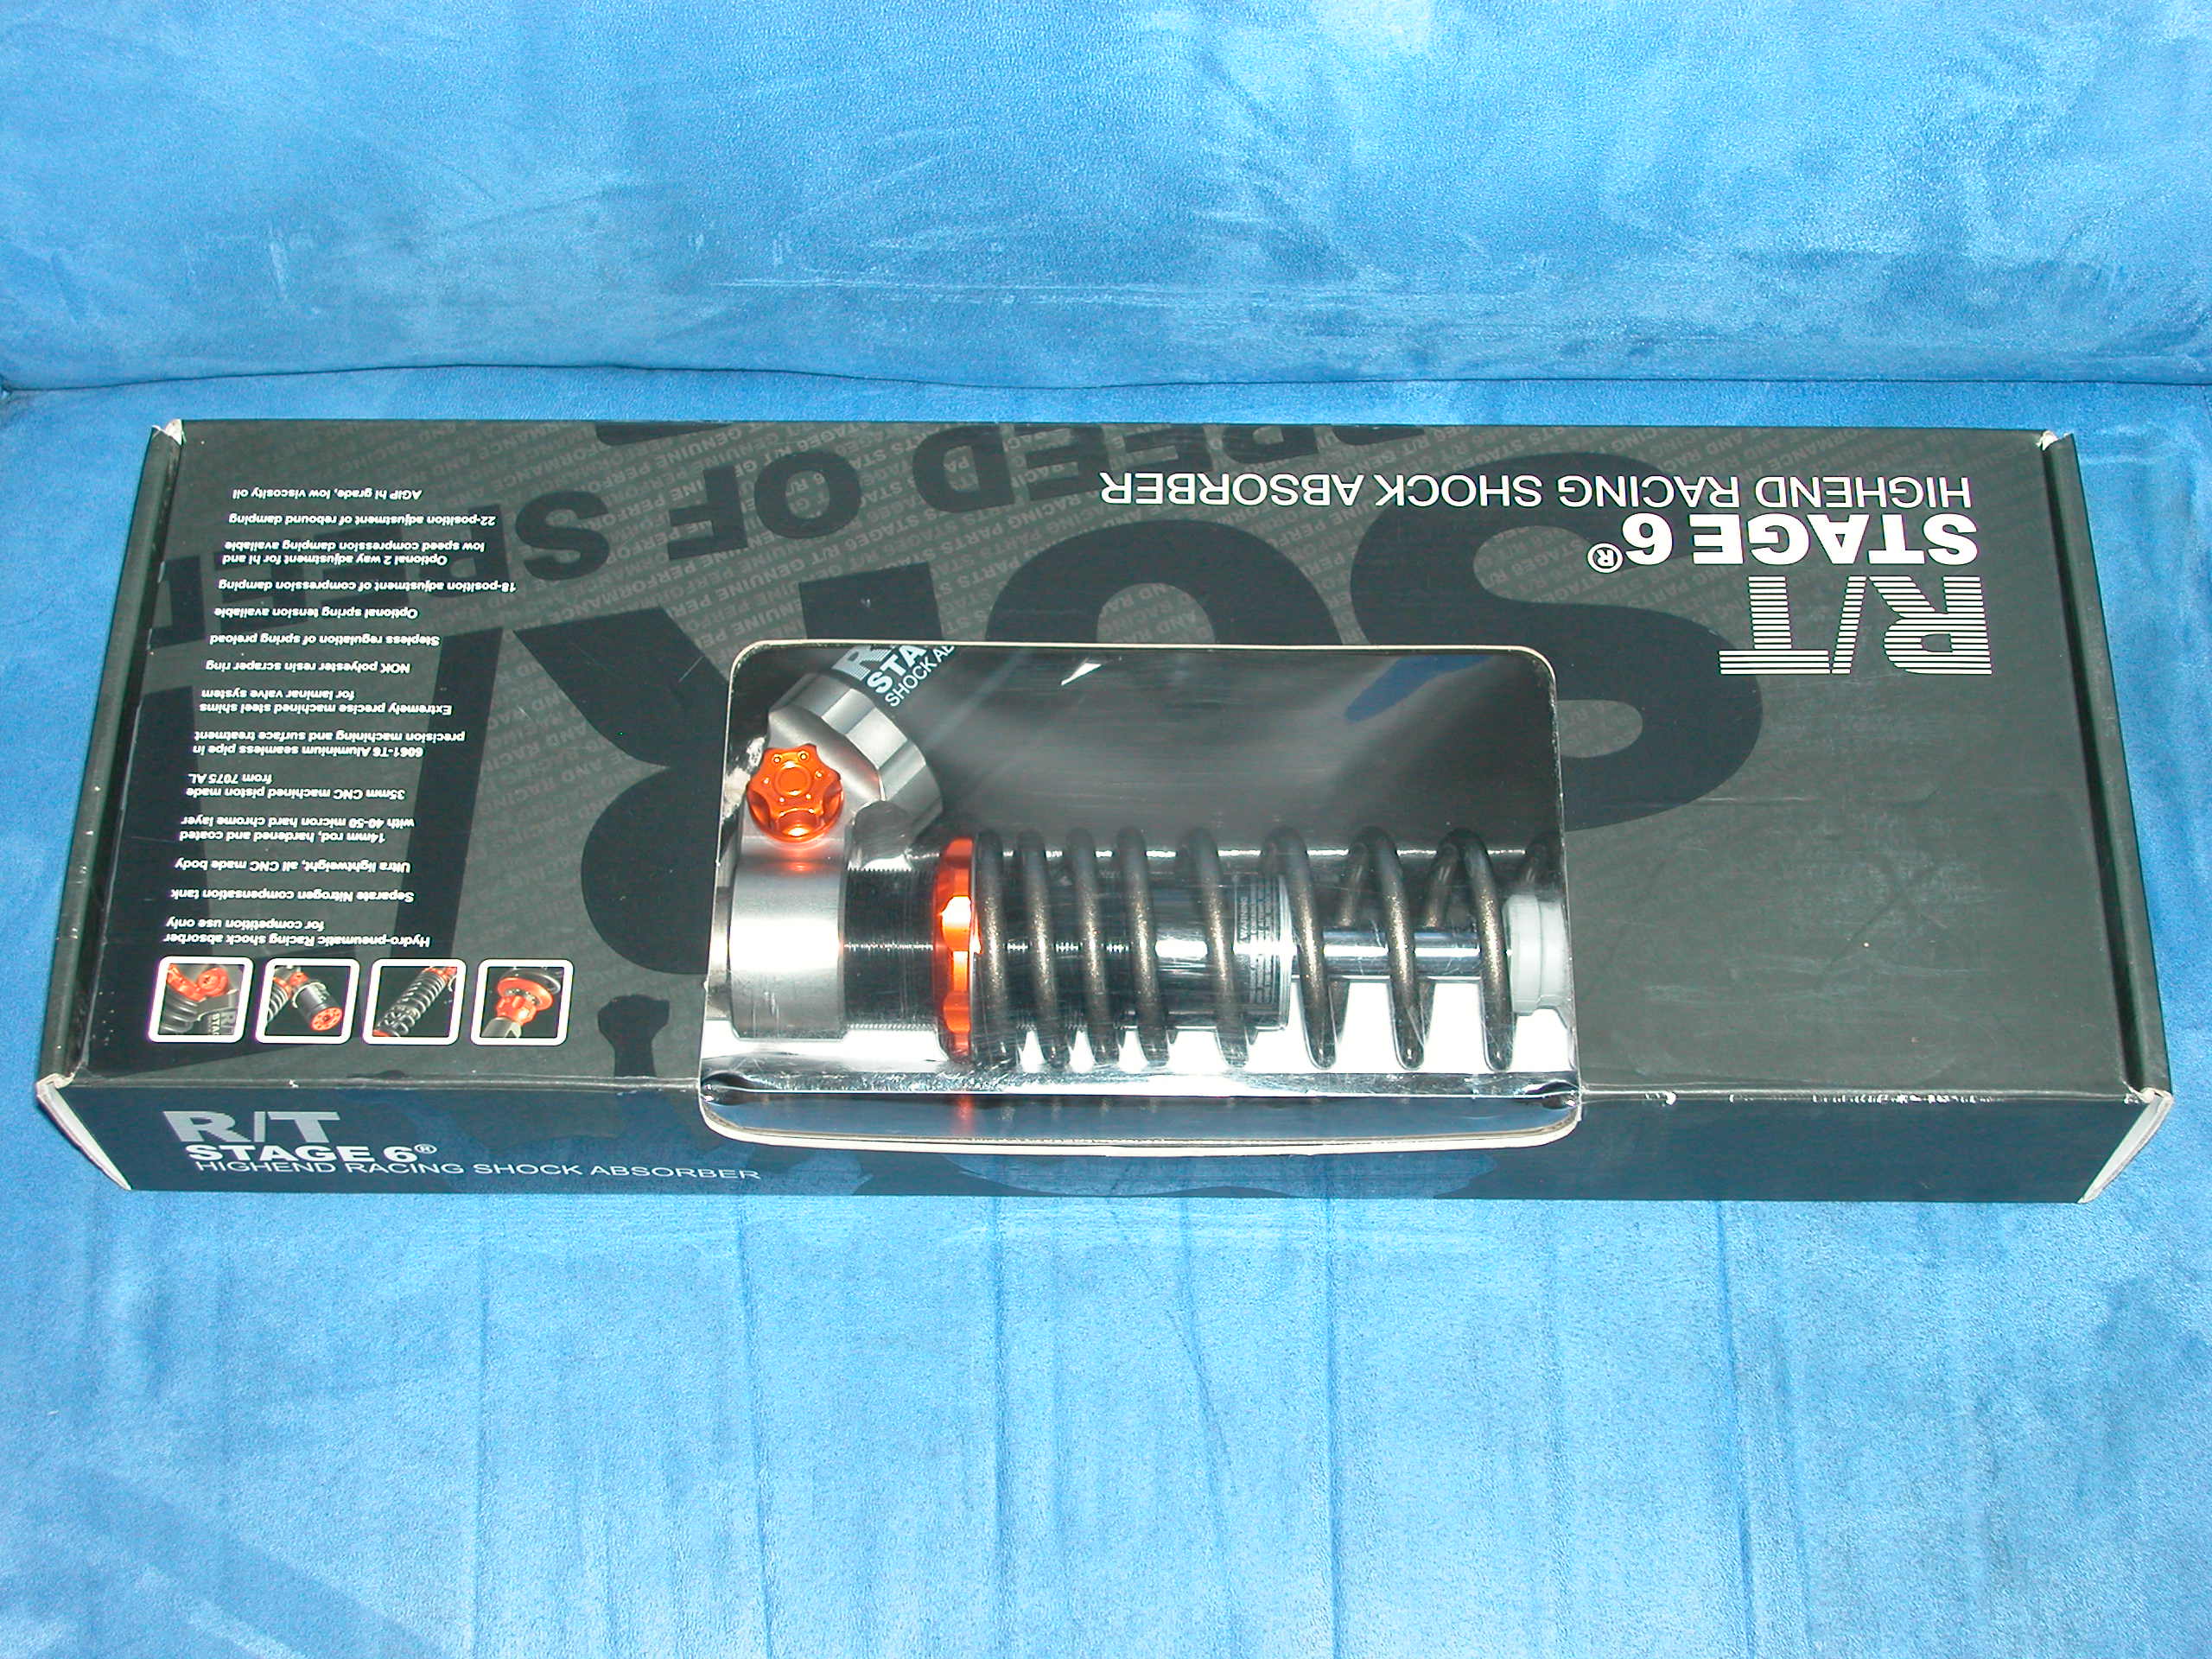 R/T
STAGE 6®
HIGHEND RACING SHOCK ABSORBER
Hydro-pneumatic Racing shock absorber
for competition use only
Separate Nitrogen compensation tank
Ultra lightweight, all CNC made body
14mm rod, hardened and coated
with 40-50 micron hard chrome layer
35mm CNC machined piston made
from 7075 AL
6061-T6 Aluminium seamless pipe in
precision machining and surface treatment
Extremely precise machined steel shims
for laminar valve system
NOK polyester resin scraper ring
Stepless regulation of spring preload
Optional spring tension available
18-position adjustment of compression damping
Optional 2 way adjustment for hi and
low speed compression damping available
22-position adjustment of rebound damping
AGIP hi grade, low viscosity oil
STA
SHOCK AB
R/T
STAGE 6®
HIGHEND RACING SHOCK ABSORBER